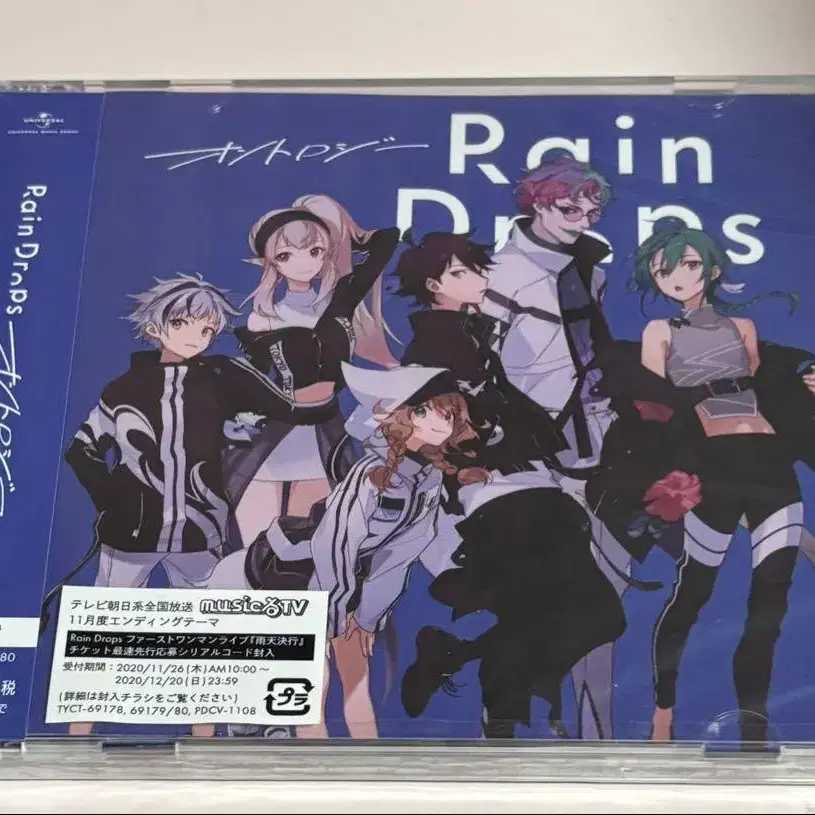 UNIVERSAL
UNIVERSAL MUSIC GROUP
Rain Drops オントロジー
オントロジー
Rain
Drops
テレビ朝日系全国放送 musicるTV
11月度エンディングテーマ
Rain Drops ファーストワンマンライブ『雨天決行』
チケット最速先行応募シリアルコード封入
受付期間：2020/11/26(木)AM10:00～
2020/12/20(日)23:59
(詳細は封入チラシをご覧ください)
TYCT-69178, 69179/80, PDCV-1108
プラ
80
税
で